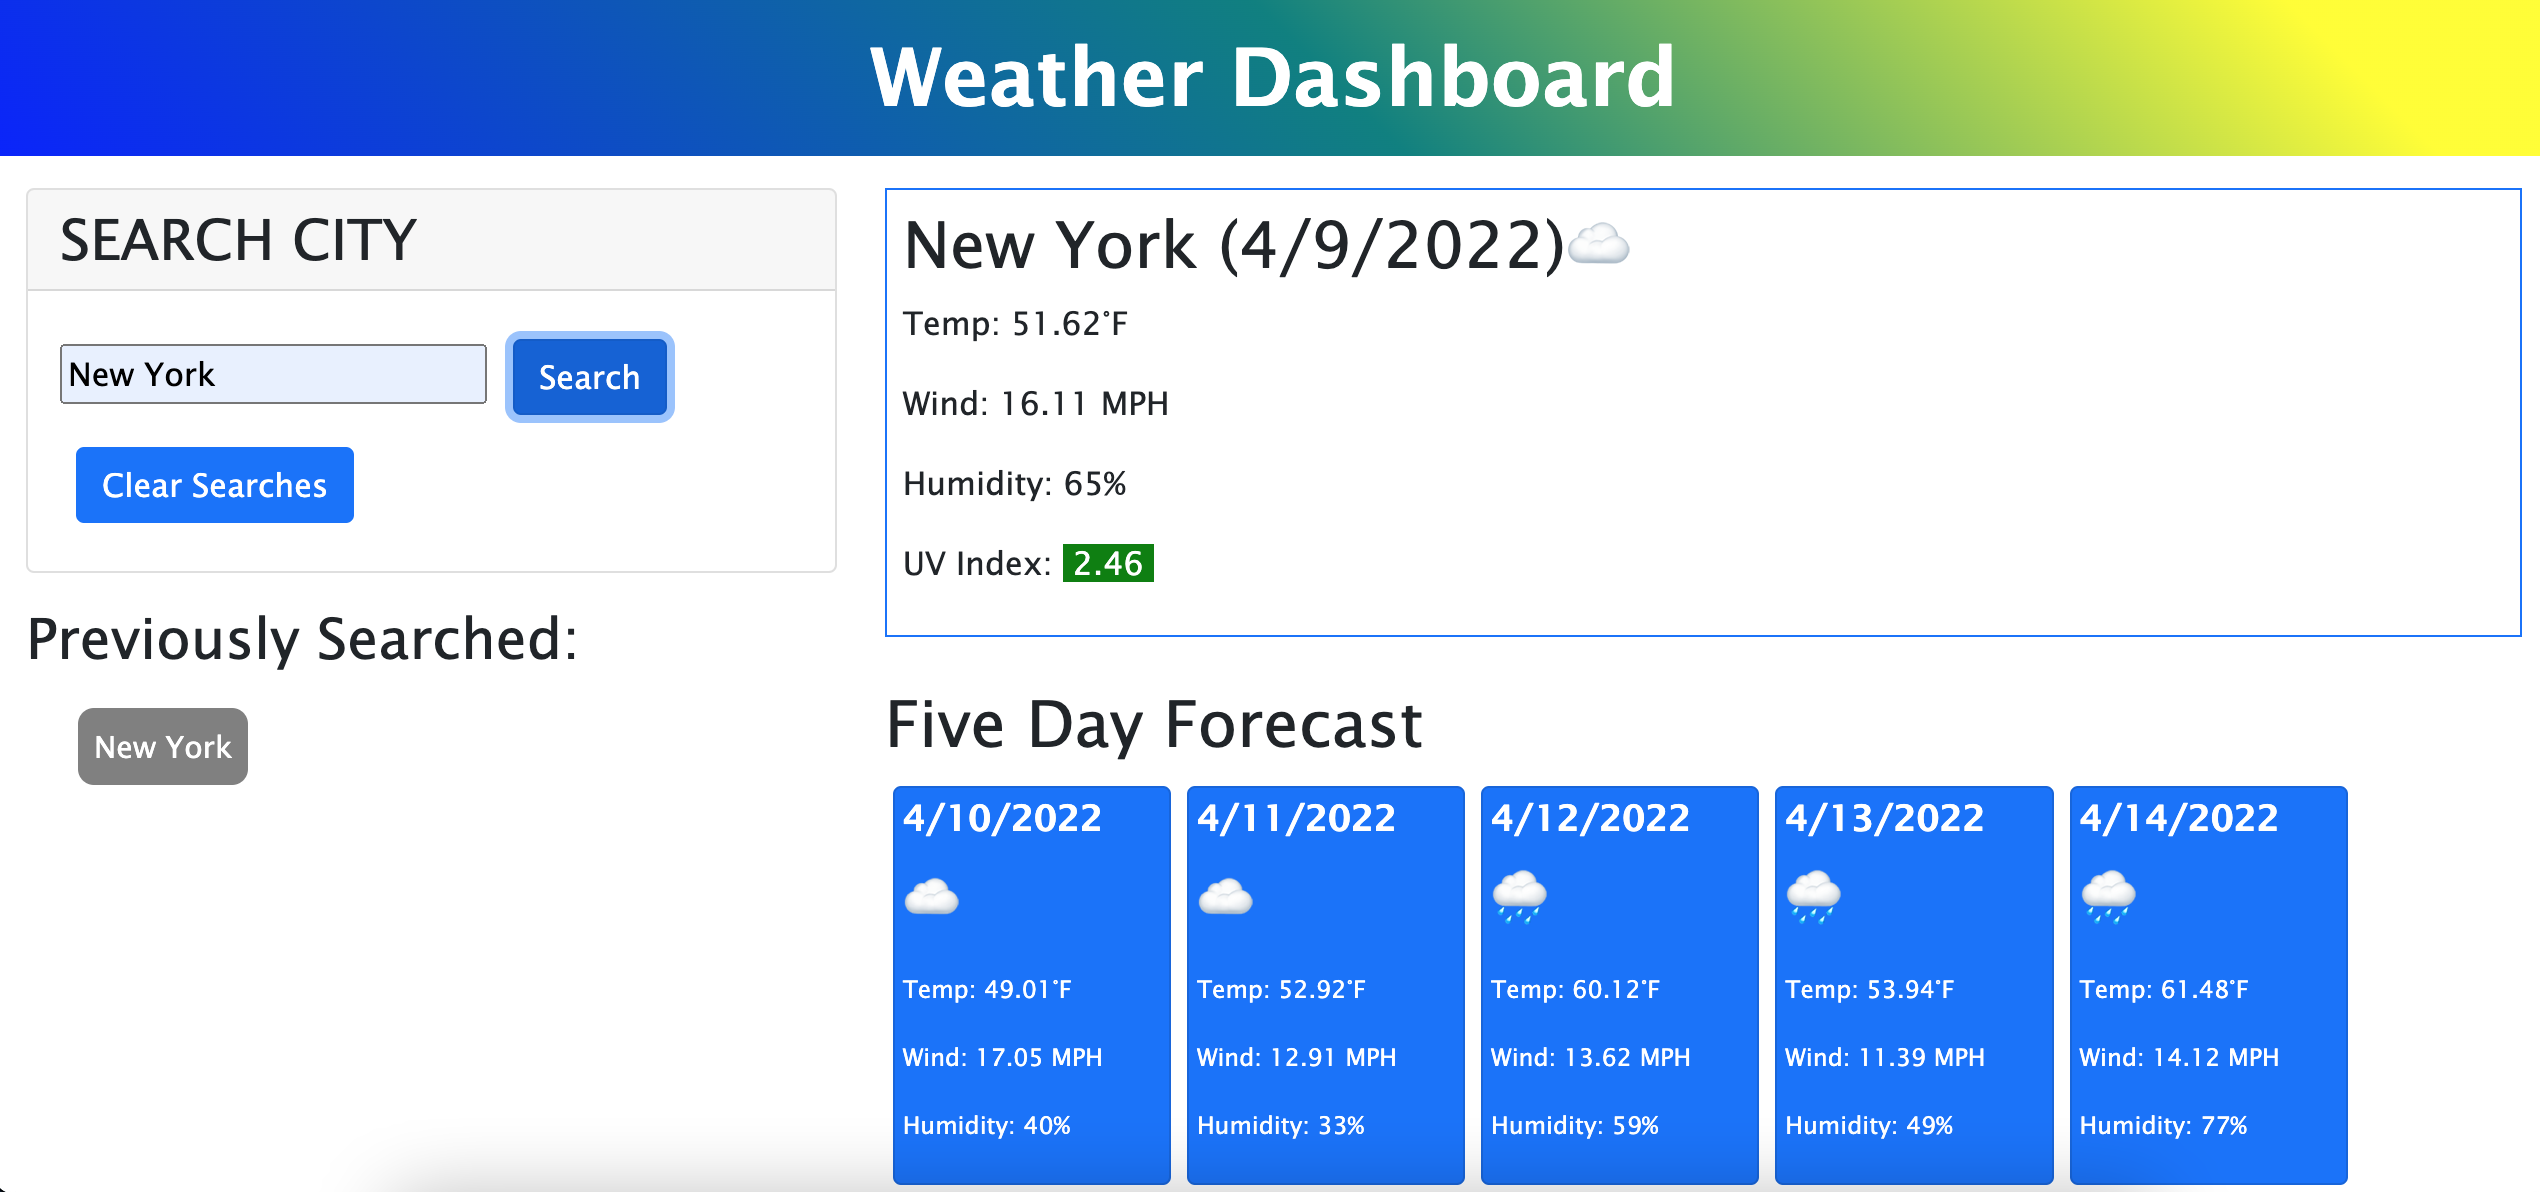 Weather Dashboard
SEARCH CITY
New York
Search
Clear Searches
Previously Searched:
New York
New York (4/9/2022)
Temp: 51.62°F
Wind: 16.11 MPH
Humidity: 65%
UV Index: 2.46
Five Day Forecast
4/10/2022
Temp: 49.01°F
Wind: 17.05 MPH
Humidity: 40%
4/11/2022
Temp: 52.92°F
Wind: 12.91 MPH
Humidity: 33%
4/12/2022
Temp: 60.12°F
Wind: 13.62 MPH
Humidity: 59%
4/13/2022
Temp: 53.94°F
Wind: 11.39 MPH
Humidity: 49%
4/14/2022
Temp: 61.48°F
Wind: 14.12 MPH
Humidity: 77%